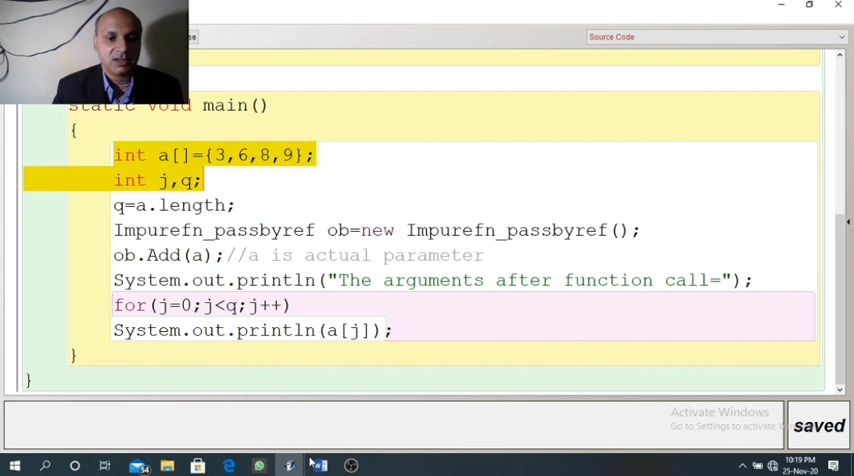 se
Source Code
static void main()
{
int a[]={3,6,8,9};
int j,q;
q=a.length;
Impurefn_passbyref ob=new Impurefn_passbyref();
ob.Add(a);//a is actual parameter
System.out.println("The arguments after function call=");
for(j=0;j<q;j++)
System.out.println(a[j]);
}
}
Activate Windows
Go to Settings to activate Windows.
saved
54
10:19 PM
25-Nov-20